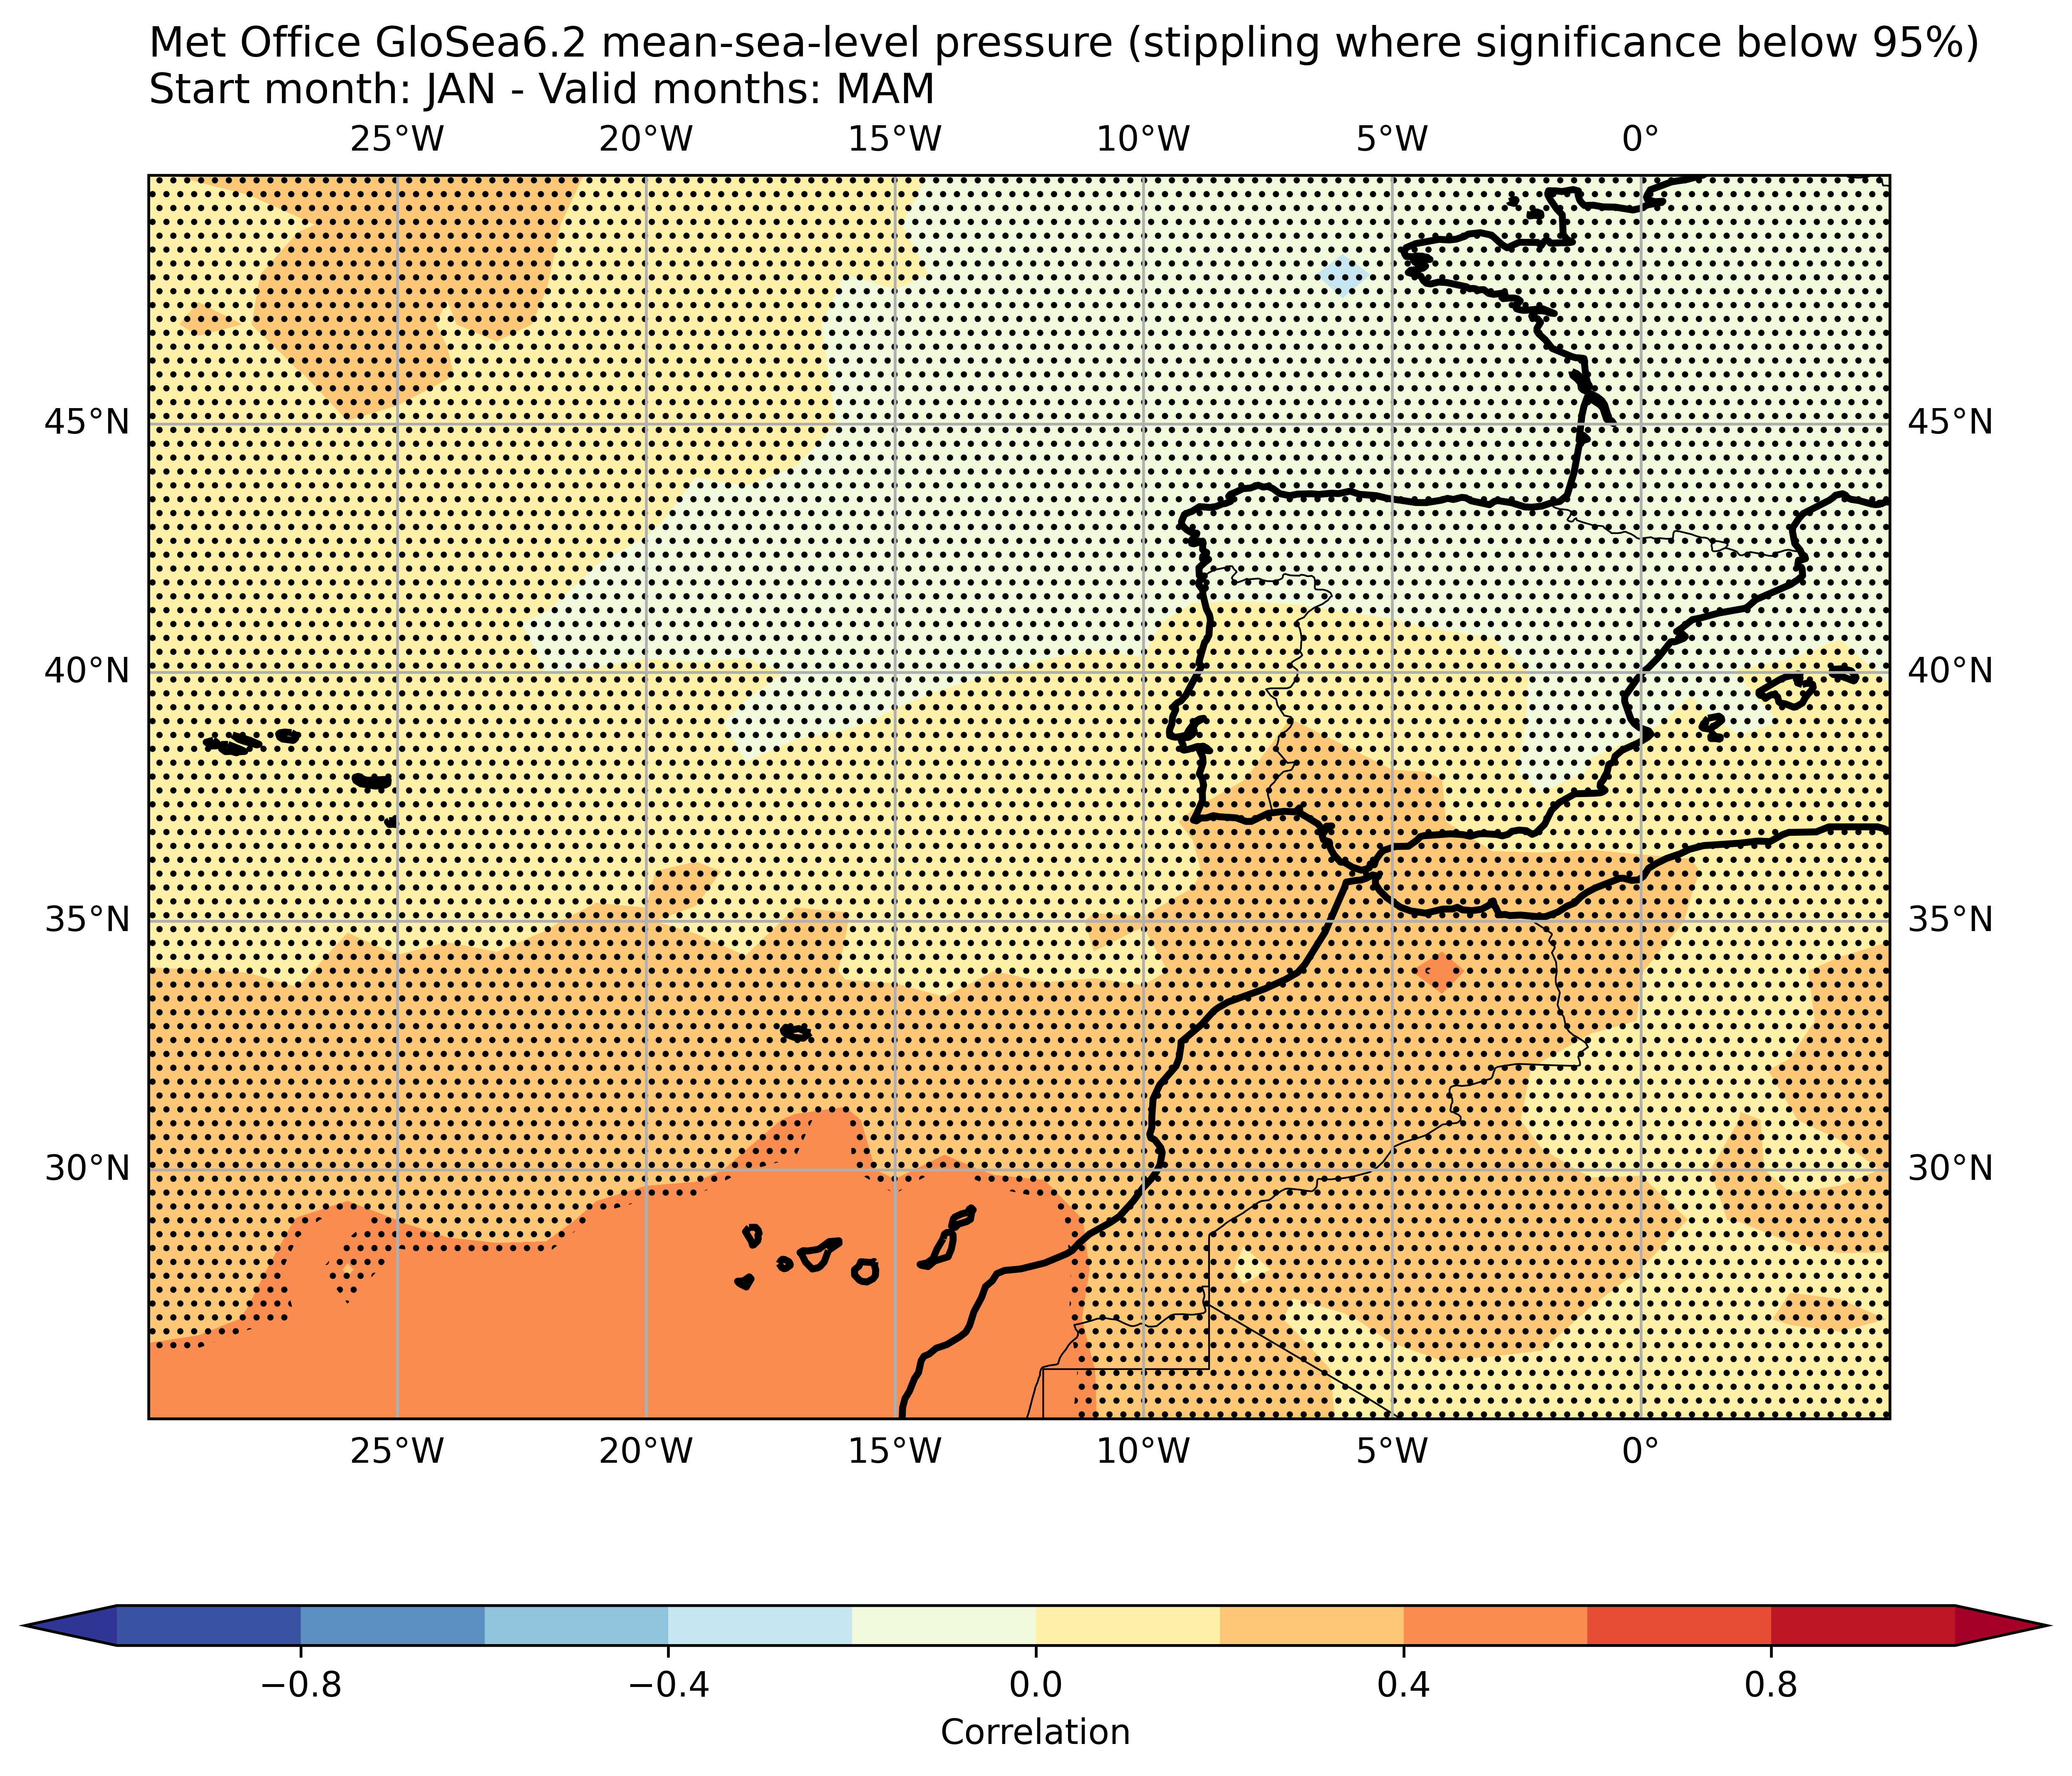 Met Office GloSea6.2 mean-sea-level pressure (stippling where significance below 95%)
Start month: JAN - Valid months: MAM
25°W 20°W 15°W 10°W 5°W 0°
45°N 45°N
40°N 40°N
35°N 35°N
30°N 30°N
25°W 20°W 15°W 10°W 5°W 0°
−0.8 −0.4 0.0 0.4 0.8
Correlation